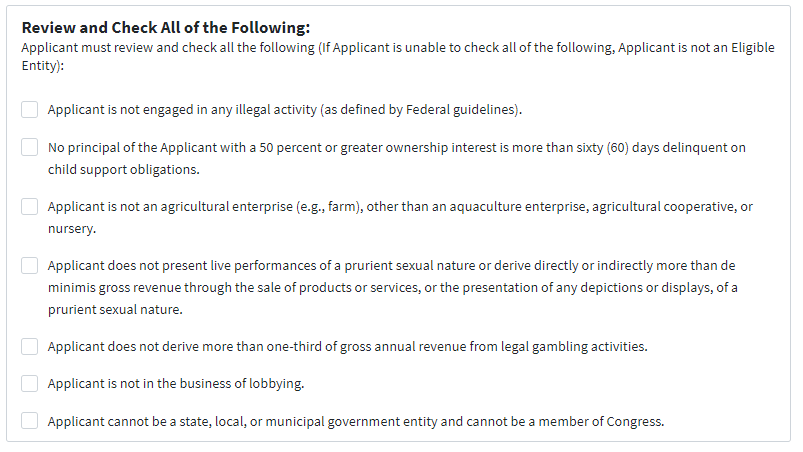 Review and Check All of the Following:
Applicant must review and check all the following (If Applicant is unable to check all of the following, Applicant is not an Eligible
Entity):
Applicant is not engaged in any illegal activity (as defined by Federal guidelines).
No principal of the Applicant with a 50 percent or greater ownership interest is more than sixty (60) days delinquent on
child support obligations.
Applicant is not an agricultural enterprise (e.g., farm), other than an aquaculture enterprise, agricultural cooperative, or
nursery.
Applicant does not present live performances of a prurient sexual nature or derive directly or indirectly more than de
minimis gross revenue through the sale of products or services, or the presentation of any depictions or displays, of a
prurient sexual nature.
Applicant does not derive more than one-third of gross annual revenue from legal gambling activities.
Applicant is not in the business of lobbying.
Applicant cannot be a state, local, or municipal government entity and cannot be a member of Congress.